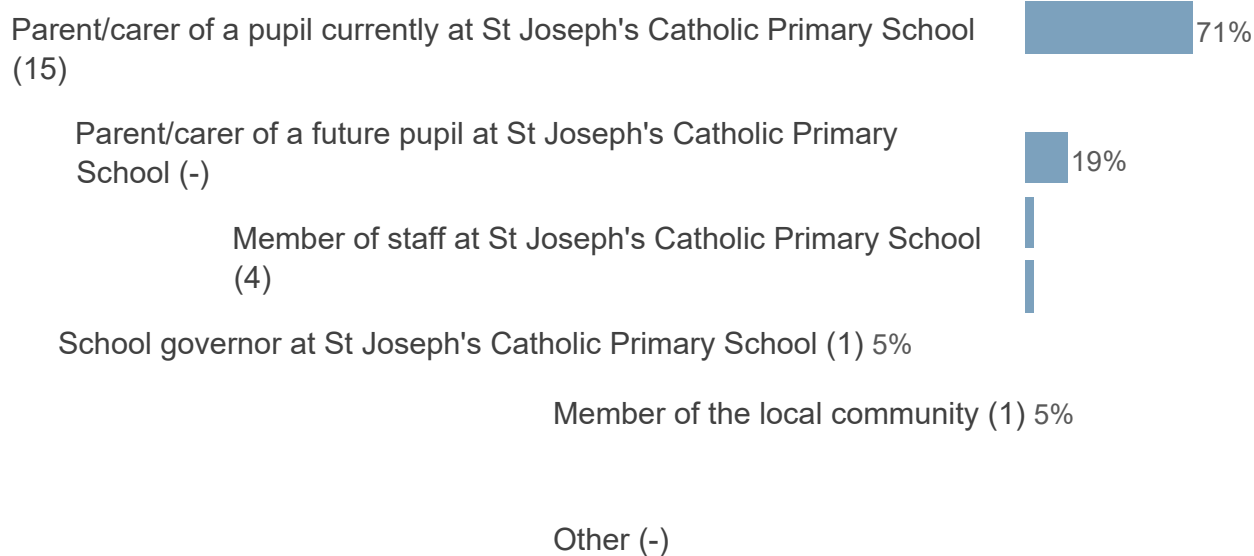 Parent/carer of a pupil currently at St Joseph's Catholic Primary School
(15)
71%
Parent/carer of a future pupil at St Joseph's Catholic Primary
School (-)
19%
Member of staff at St Joseph's Catholic Primary School
(4)
School governor at St Joseph's Catholic Primary School (1) 5%
Member of the local community (1) 5%
Other (-)